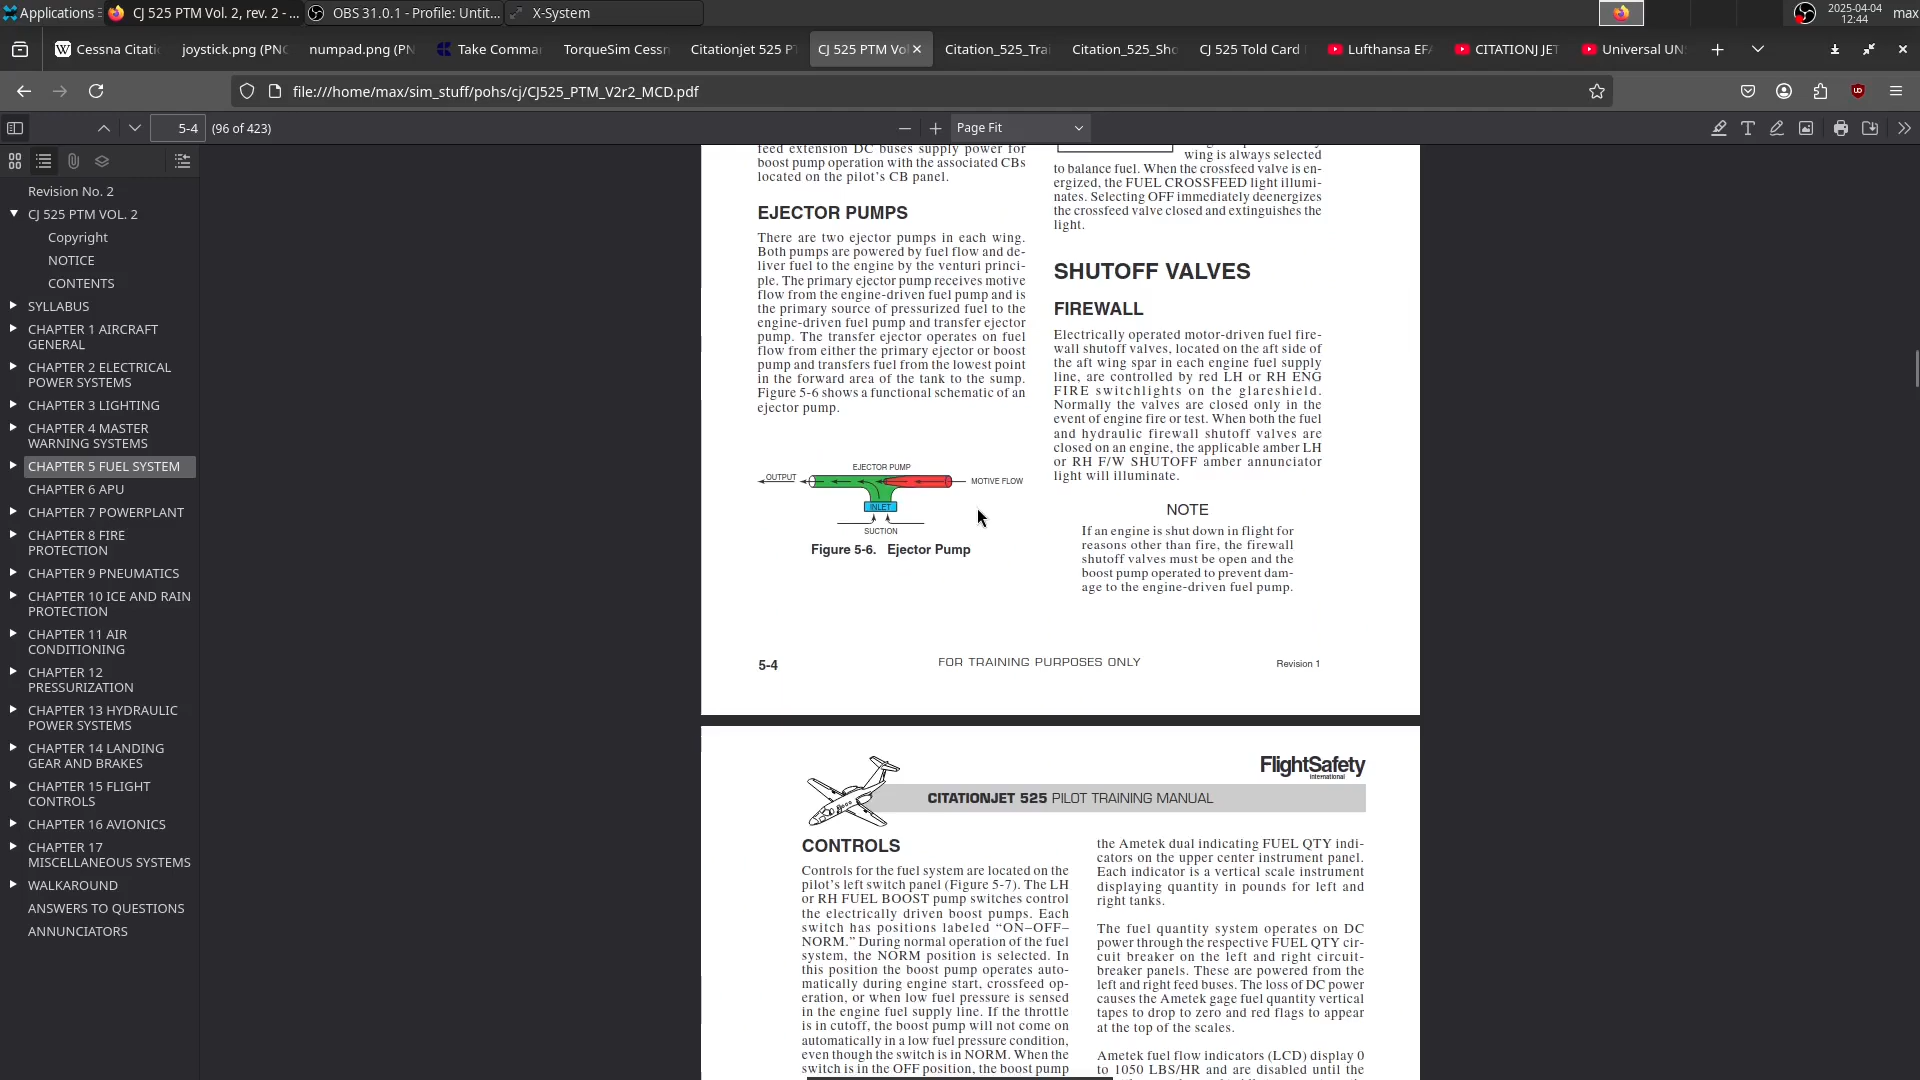 Applications
CJ 525 PTM Vol. 2, rev. 2 - ...
OBS 31.0.1 - Profile: Untit...
X-System
2025-04-04
12:44
max
Cessna Citati
joystick.png (PNG
numpad.png (PN
Take Comman
TorqueSim Cessn
Citationjet 525 PT
CJ 525 PTM Vol
Citation_525_Trai
Citation_525_Sho
CJ 525 Told Card
Lufthansa EFA
CITATIONJ JET
Universal UNS
file:///home/max/sim_stuff/pohs/cj/CJ525_PTM_V2r2_MCD.pdf
5-4
(96 of 423)
Page Fit
Revision No. 2
CJ 525 PTM VOL. 2
Copyright
NOTICE
CONTENTS
SYLLABUS
CHAPTER 1 AIRCRAFT
GENERAL
CHAPTER 2 ELECTRICAL
POWER SYSTEMS
CHAPTER 3 LIGHTING
CHAPTER 4 MASTER
WARNING SYSTEMS
CHAPTER 5 FUEL SYSTEM
CHAPTER 6 APU
CHAPTER 7 POWERPLANT
CHAPTER 8 FIRE
PROTECTION
CHAPTER 9 PNEUMATICS
CHAPTER 10 ICE AND RAIN
PROTECTION
CHAPTER 11 AIR
CONDITIONING
CHAPTER 12
PRESSURIZATION
CHAPTER 13 HYDRAULIC
POWER SYSTEMS
CHAPTER 14 LANDING
GEAR AND BRAKES
CHAPTER 15 FLIGHT
CONTROLS
CHAPTER 16 AVIONICS
CHAPTER 17
MISCELLANEOUS SYSTEMS
WALKAROUND
ANSWERS TO QUESTIONS
ANNUNCIATORS
feed extension DC buses supply power for
boost pump operation with the associated CBs
located on the pilot's CB panel.
EJECTOR PUMPS
There are two ejector pumps in each wing.
Both pumps are powered by fuel flow and de-
liver fuel to the engine by the venturi princi-
ple. The primary ejector pump receives motive
flow from the engine-driven fuel pump and is
the primary source of pressurized fuel to the
engine-driven fuel pump and transfer ejector
pump. The transfer ejector operates on fuel
flow from either the primary ejector or boost
pump and transfers fuel from the lowest point
in the forward area of the tank to the sump.
Figure 5-6 shows a functional schematic of an
ejector pump.
EJECTOR PUMP
OUTPUT
MOTIVE FLOW
INLET
SUCTION
Figure 5-6. Ejector Pump
wing is always selected
to balance fuel. When the crossfeed valve is en-
ergized, the FUEL CROSSFEED light illumi-
nates. Selecting OFF immediately deenergizes
the crossfeed valve closed and extinguishes the
light.
SHUTOFF VALVES
FIREWALL
Electrically operated motor-driven fuel fire-
wall shutoff valves, located on the aft side of
the aft wing spar in each engine fuel supply
line, are controlled by red LH or RH ENG
FIRE switchlights on the glareshield.
Normally the valves are closed only in the
event of engine fire or test. When both the fuel
and hydraulic firewall shutoff valves are
closed on an engine, the applicable amber LH
or RH F/W SHUTOFF amber annunciator
light will illuminate.
NOTE
If an engine is shut down in flight for
reasons other than fire, the firewall
shutoff valves must be open and the
boost pump operated to prevent dam-
age to the engine-driven fuel pump.
5-4
FOR TRAINING PURPOSES ONLY
Revision 1
FlightSafety
international
CITATIONJET 525 PILOT TRAINING MANUAL
CONTROLS
Controls for the fuel system are located on the
pilot's left switch panel (Figure 5-7). The LH
or RH FUEL BOOST pump switches control
the electrically driven boost pumps. Each
switch has positions labeled “ON–OFF–
NORM.” During normal operation of the fuel
system, the NORM position is selected. In
this position the boost pump operates auto-
matically during engine start, crossfeed op-
eration, or when low fuel pressure is sensed
in the engine fuel supply line. If the throttle
is in cutoff, the boost pump will not come on
automatically in a low fuel pressure condition,
even though the switch is in NORM. When the
switch is in the OFF position, the boost pump
the Ametek dual indicating FUEL QTY indi-
cators on the upper center instrument panel.
Each indicator is a vertical scale instrument
displaying quantity in pounds for left and
right tanks.
The fuel quantity system operates on DC
power through the respective FUEL QTY cir-
cuit breaker on the left and right circuit-
breaker panels. These are powered from the
left and right feed buses. The loss of DC power
causes the Ametek gage fuel quantity vertical
tapes to drop to zero and red flags to appear
at the top of the scales.
Ametek fuel flow indicators (LCD) display 0
to 1050 LBS/HR and are disabled until the